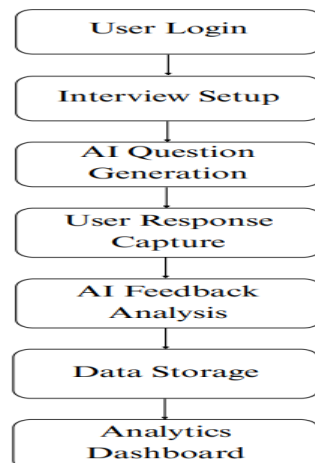 User Login
Interview Setup
AI Question
Generation
User Response
Capture
AI Feedback
Analysis
Data Storage
Analytics
Dashboard